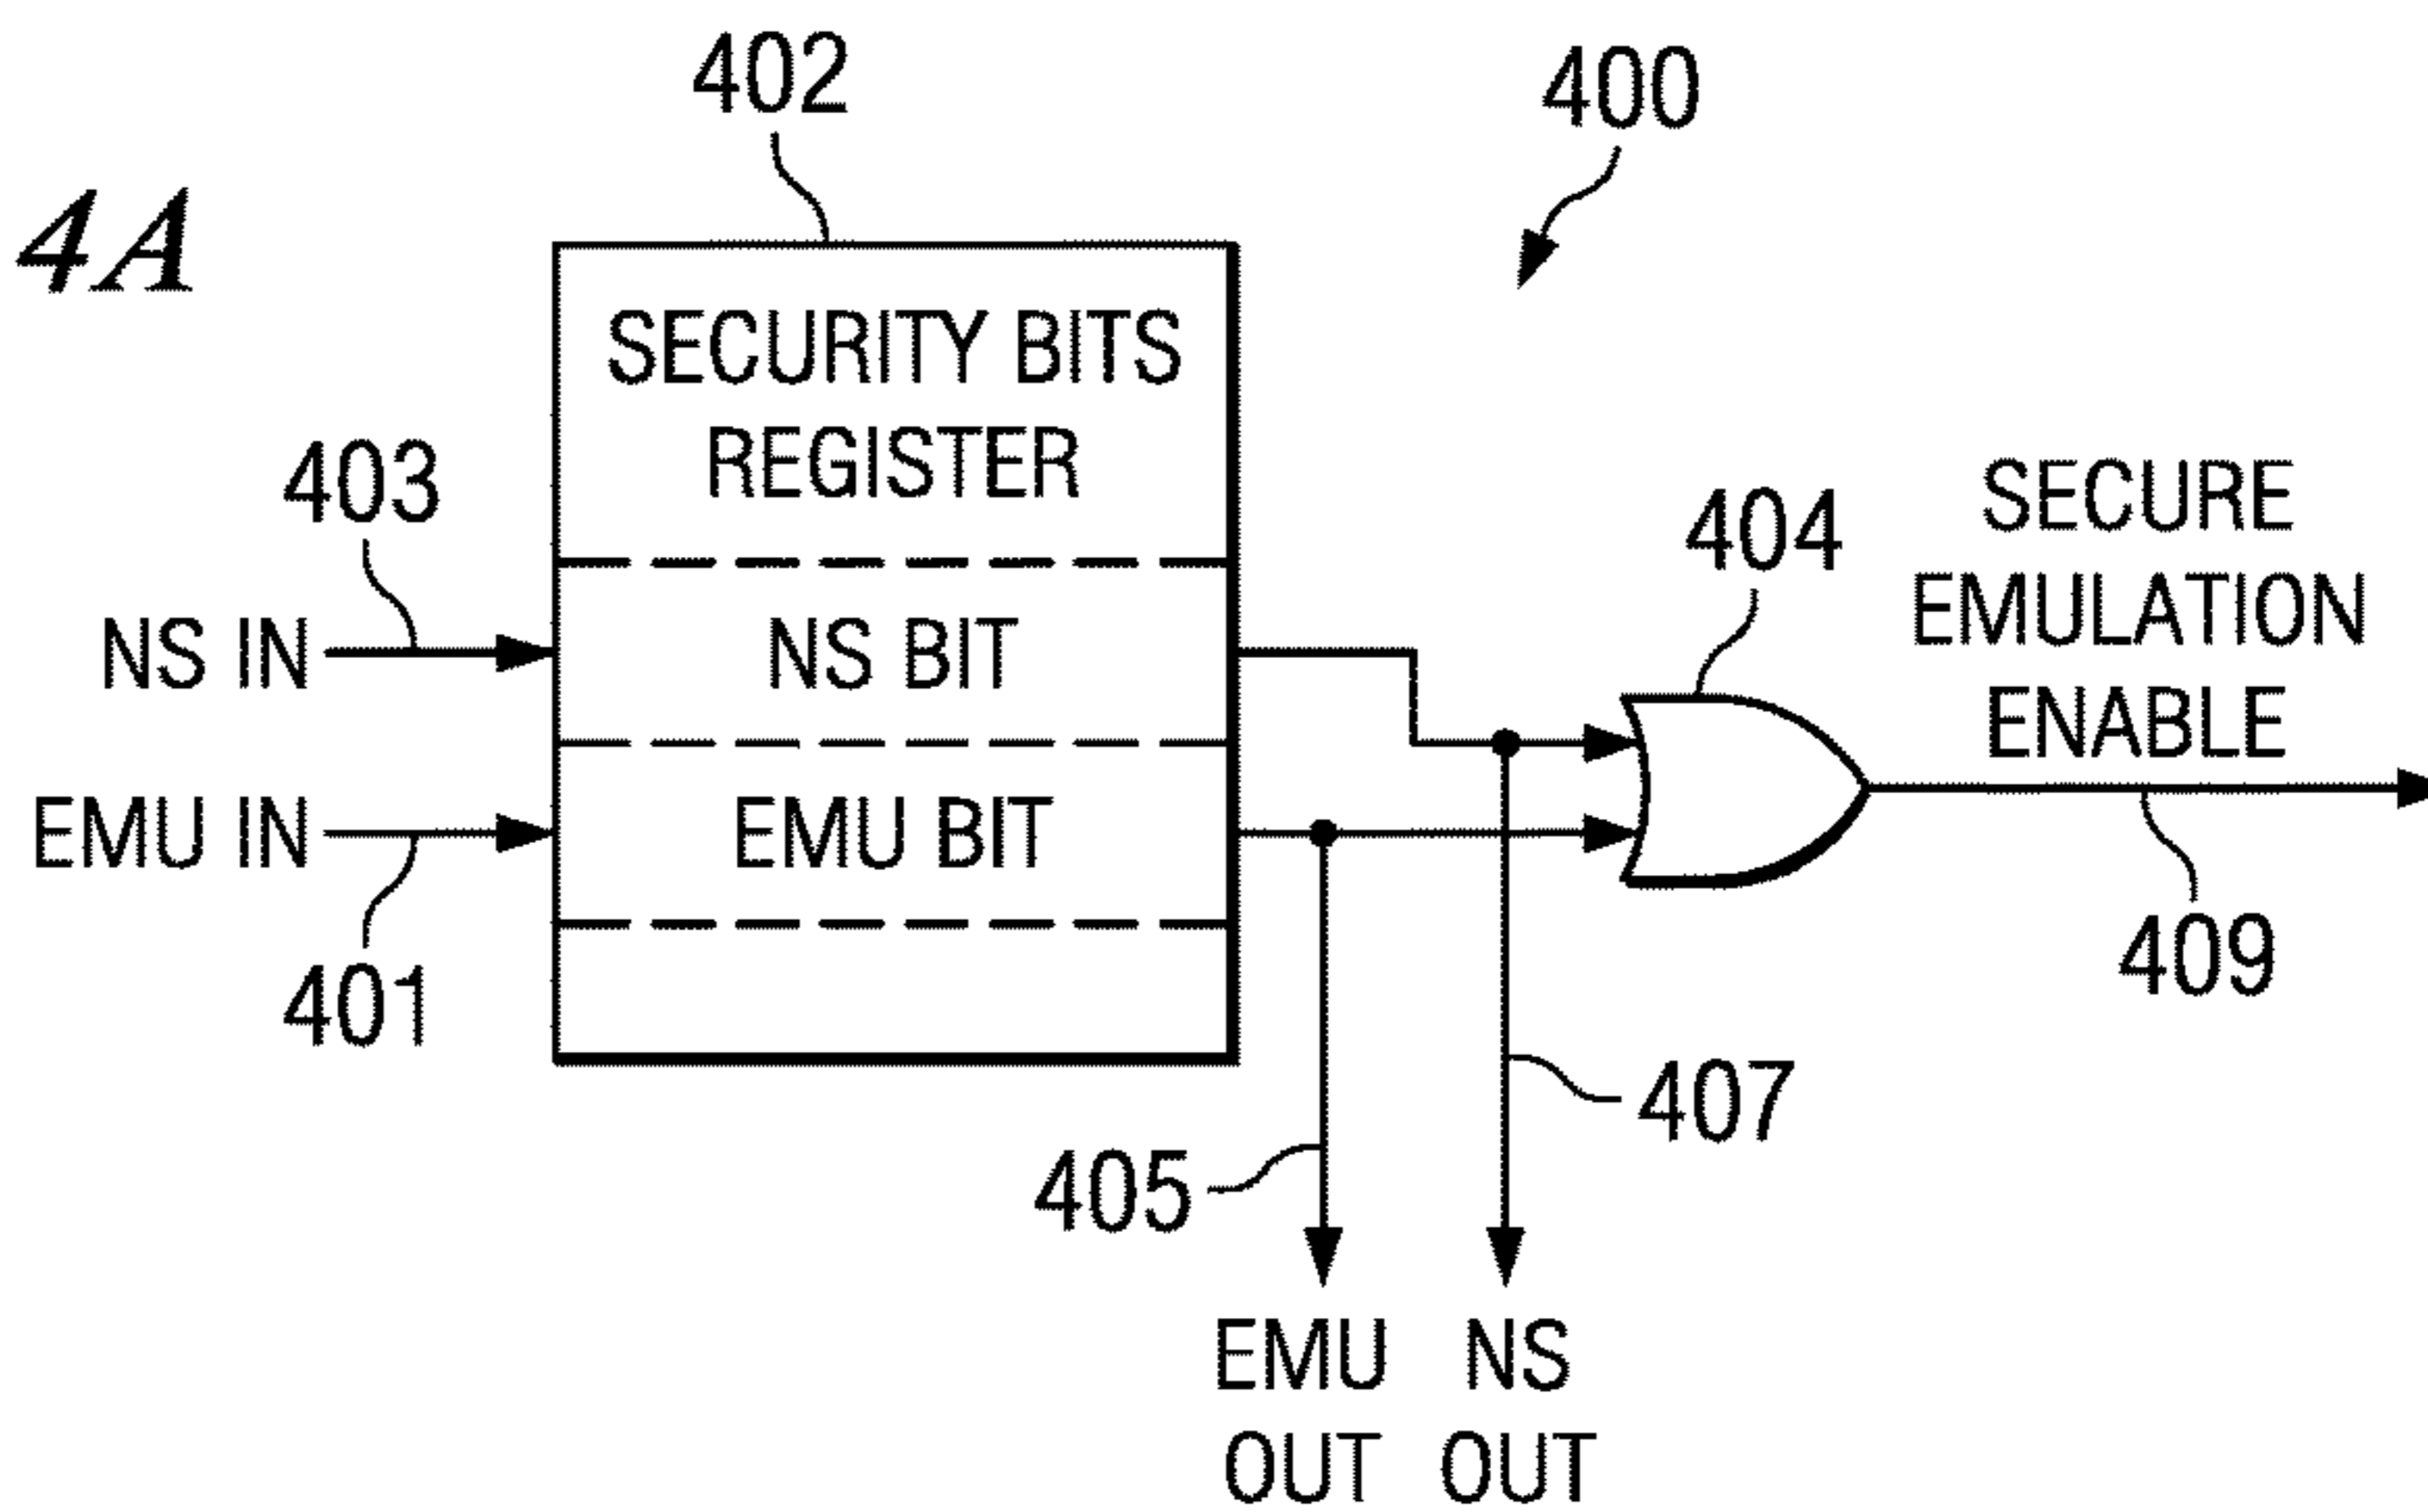 402
400
4A
SECURITY BITS
REGISTER
403
404
SECURE
EMULATION
ENABLE
NS IN
NS BIT
EMU IN
EMU BIT
401
409
407
405
EMU NS
OUT OUT